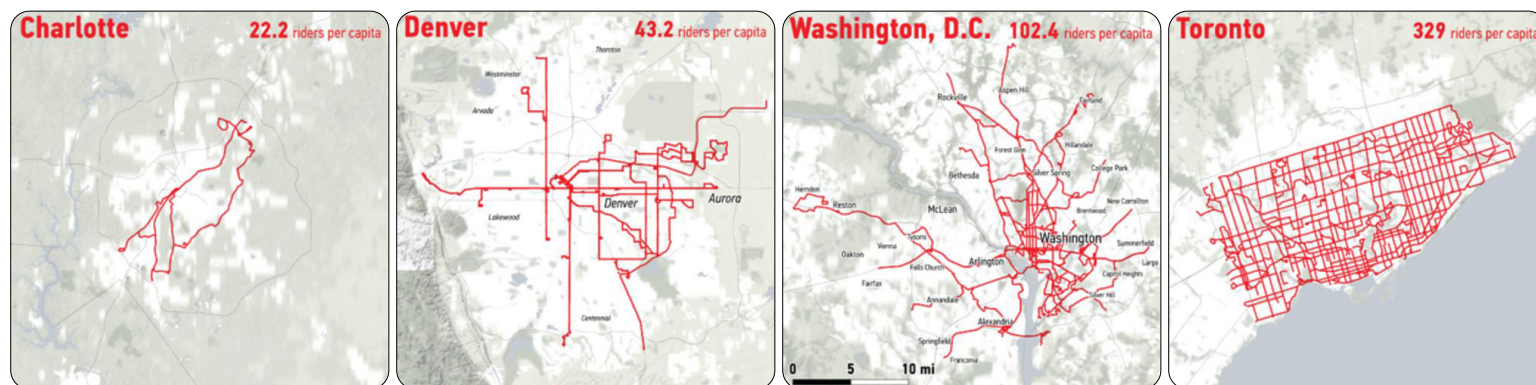 Charlotte
22.2 riders per capita
Denver
43.2 riders per capita
Thornton
Westminster
Arvada
Lakewood
Denver
Aurora
Centennial
Washington, D.C.
102.4 riders per capita
Rockville
Aspen Hill
Fairland
Forest Glen
Hillandale
Bethesda
Silver Spring
College Park
Herndon
Reston
McLean
Brentwood
New Carrollton
Tysons
Washington
Vienna
Summerfield
Oakton
Falls Church
Arlington
Largo
Capitol Heights
Fairfax
Annandale
Silver Hill
Alexandria
Springfield
Franconia
0 5 10 mi
Toronto
329 riders per capita